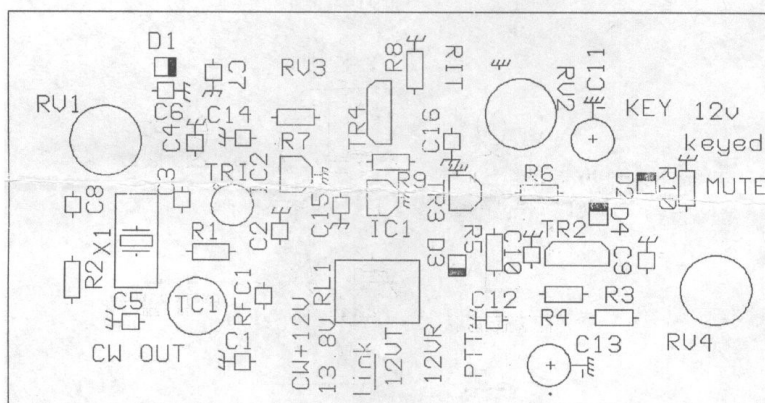 D1
C7
RV3
R8
RIT
RV2
C11
KEY
12v
keyed
MUTE
RV1
C6
C4
C14
R7
TR4
C16
C8
C3
TR1
C2
C15
R9
IC1
TR3
R6
D2
R10
D4
X1
R1
C2
D3
R5
C10
TR2
C9
R2
C5
TC1
RFC1
CW+12V
13.8V
RL1
Ink
12VT
12VR
PTT
C12
R4
R3
RV4
CW OUT
C1
C13